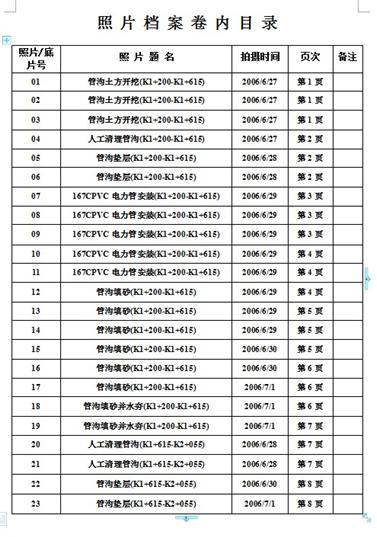 照片档案卷内目录
照片/底片号 照片题名 拍摄时间 页次 备注
01 管沟土方开挖(K1+200-K1+615) 2006/6/27 第1页
02 管沟土方开挖(K1+200-K1+615) 2006/6/27 第1页
03 管沟土方开挖(K1+200-K1+615) 2006/6/27 第1页
04 人工清理管沟(K1+200-K1+615) 2006/6/27 第2页
05 管沟垫层(K1+200-K1+615) 2006/6/28 第2页
06 管沟垫层(K1+200-K1+615) 2006/6/28 第2页
07 167CPVC 电力管安装(K1+200-K1+615) 2006/6/29 第3页
08 167CPVC 电力管安装(K1+200-K1+615) 2006/6/29 第3页
09 167CPVC 电力管安装(K1+200-K1+615) 2006/6/29 第3页
10 167CPVC 电力管安装(K1+200-K1+615) 2006/6/29 第4页
11 167CPVC 电力管安装(K1+200-K1+615) 2006/6/29 第4页
12 管沟填砂(K1+200-K1+615) 2006/6/29 第4页
13 管沟填砂(K1+200-K1+615) 2006/6/29 第5页
14 管沟填砂(K1+200-K1+615) 2006/6/29 第5页
15 管沟填砂(K1+200-K1+615) 2006/6/30 第5页
16 管沟填砂(K1+200-K1+615) 2006/6/30 第6页
17 管沟填砂(K1+200-K1+615) 2006/7/1 第6页
18 管沟填砂并水夯(K1+200-K1+615) 2006/7/1 第6页
19 管沟填砂并水夯(K1+200-K1+615) 2006/7/1 第7页
20 人工清理管沟(K1+615-K2+055) 2006/6/28 第7页
21 人工清理管沟(K1+615-K2+055) 2006/6/28 第7页
22 管沟垫层(K1+615-K2+055) 2006/6/30 第8页
23 管沟垫层(K1+615-K2+055) 2006/7/1 第8页